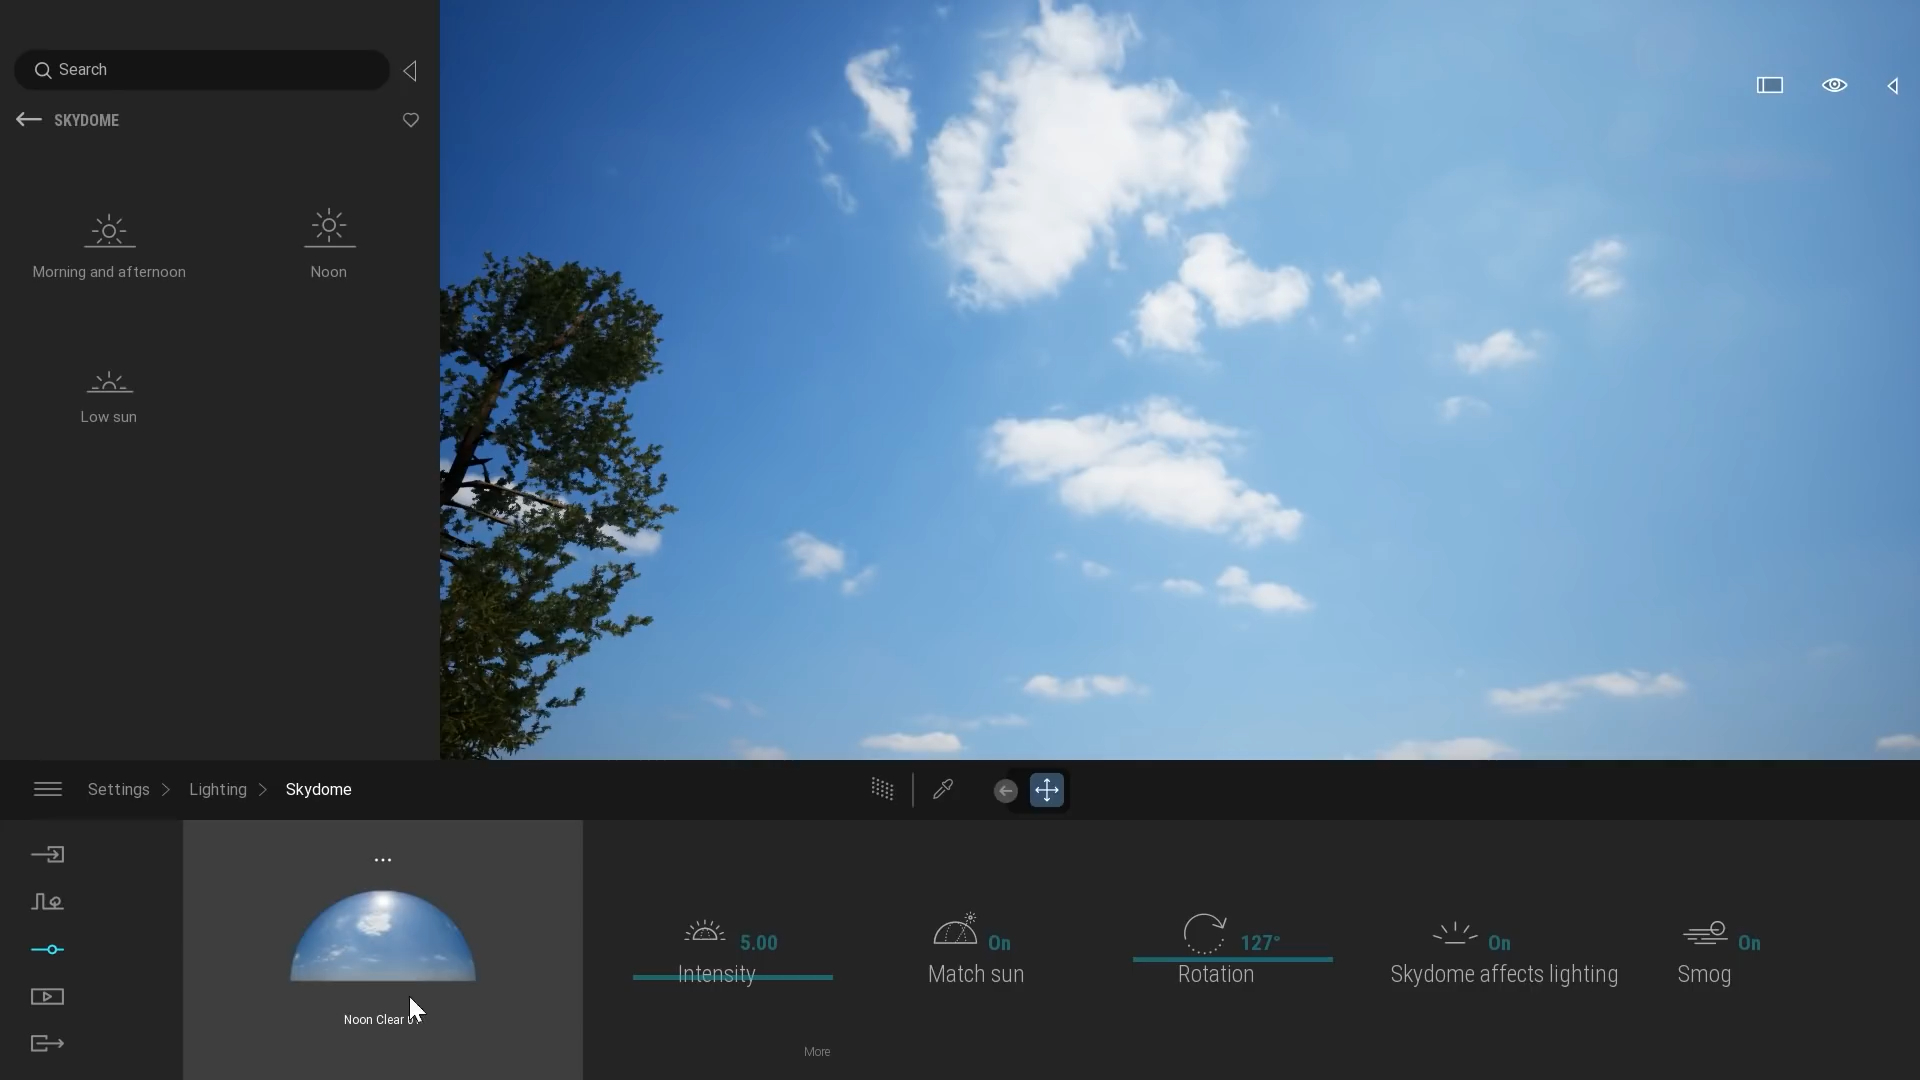 Search
SKYDOME
Morning and afternoon
Noon
Low sun
Settings
Lighting
Skydome
...
Noon Clear
5.00
Intensity
On
Match sun
127°
Rotation
On
Skydome affects lighting
On
Smog
More